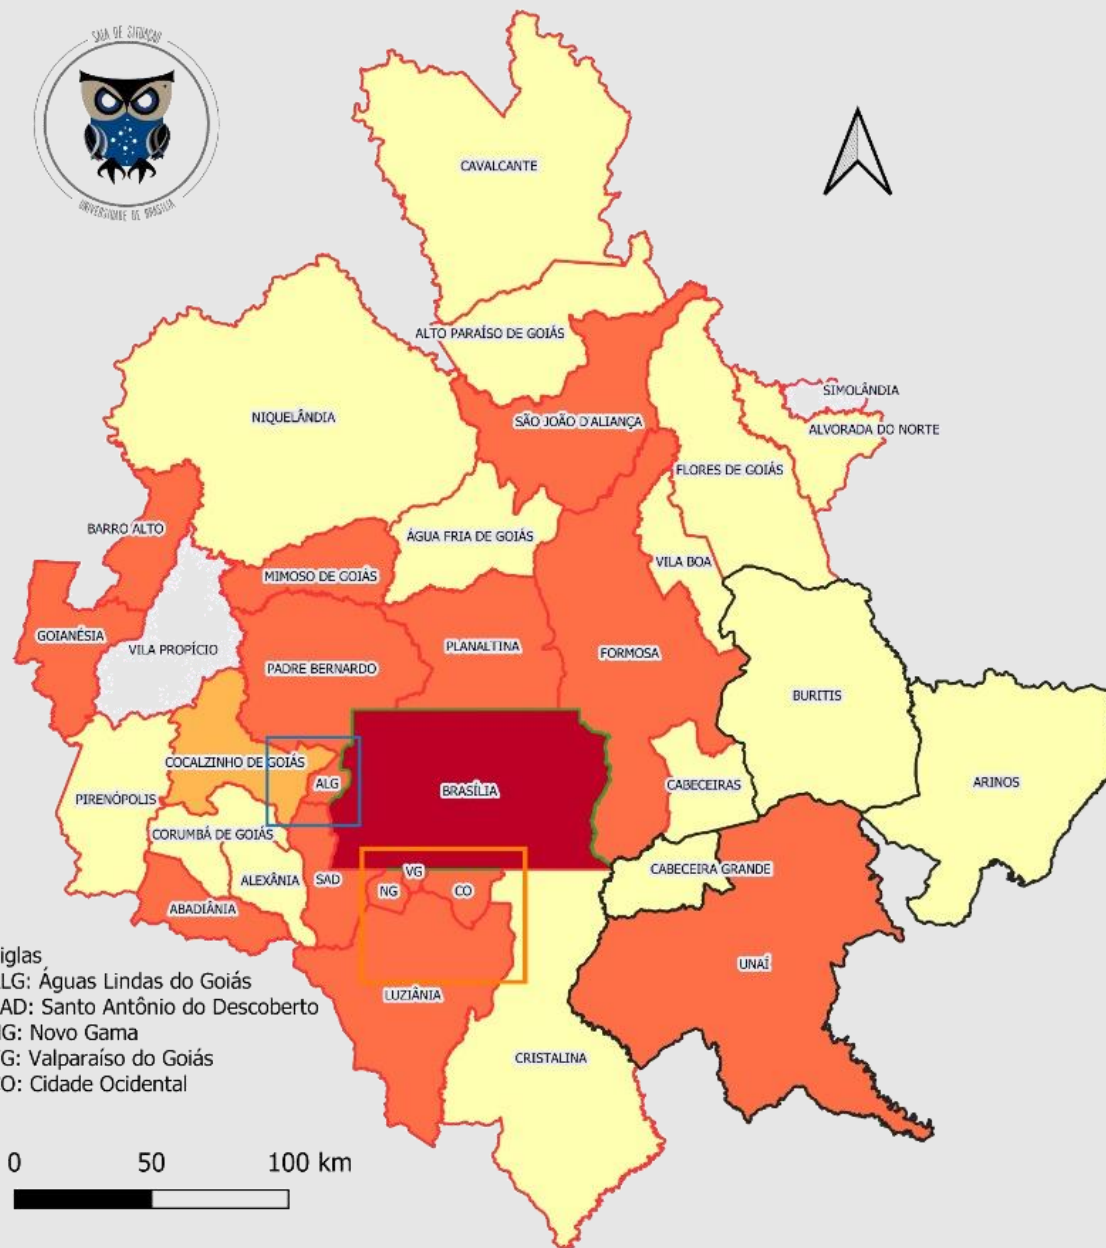 SALA DE SITUAÇÃO
UNIVERSIDADE DE BRASÍLIA
CAVALCANTE
ALTO PARAÍSO DE GOIÁS
SIMOLÂNDIA
NIQUELÂNDIA
SÃO JOÃO D'ALIANÇA
ALVORADA DO NORTE
FLORES DE GOIÁS
BARRO ALTO
ÁGUA FRIA DE GOIÁS
VILA BOA
MIMOSO DE GOIÁS
GOIANÉSIA
VILA PROPÍCIO
PLANALTINA
FORMOSA
PADRE BERNARDO
BURITIS
COCALZINHO DE GOIÁS
ALG
BRASÍLIA
CABECEIRAS
ARINOS
PIRENÓPOLIS
CORUMBÁ DE GOIÁS
ALEXÂNIA
SAD
VG
NG
CO
CABECEIRA GRANDE
ABADIÂNIA
UNAÍ
LUZIÂNIA
CRISTALINA
iglas
LG: Águas Lindas do Goiás
AD: Santo Antônio do Descoberto
IG: Novo Gama
G: Valparaíso do Goiás
O: Cidade Ocidental
0 50 100 km